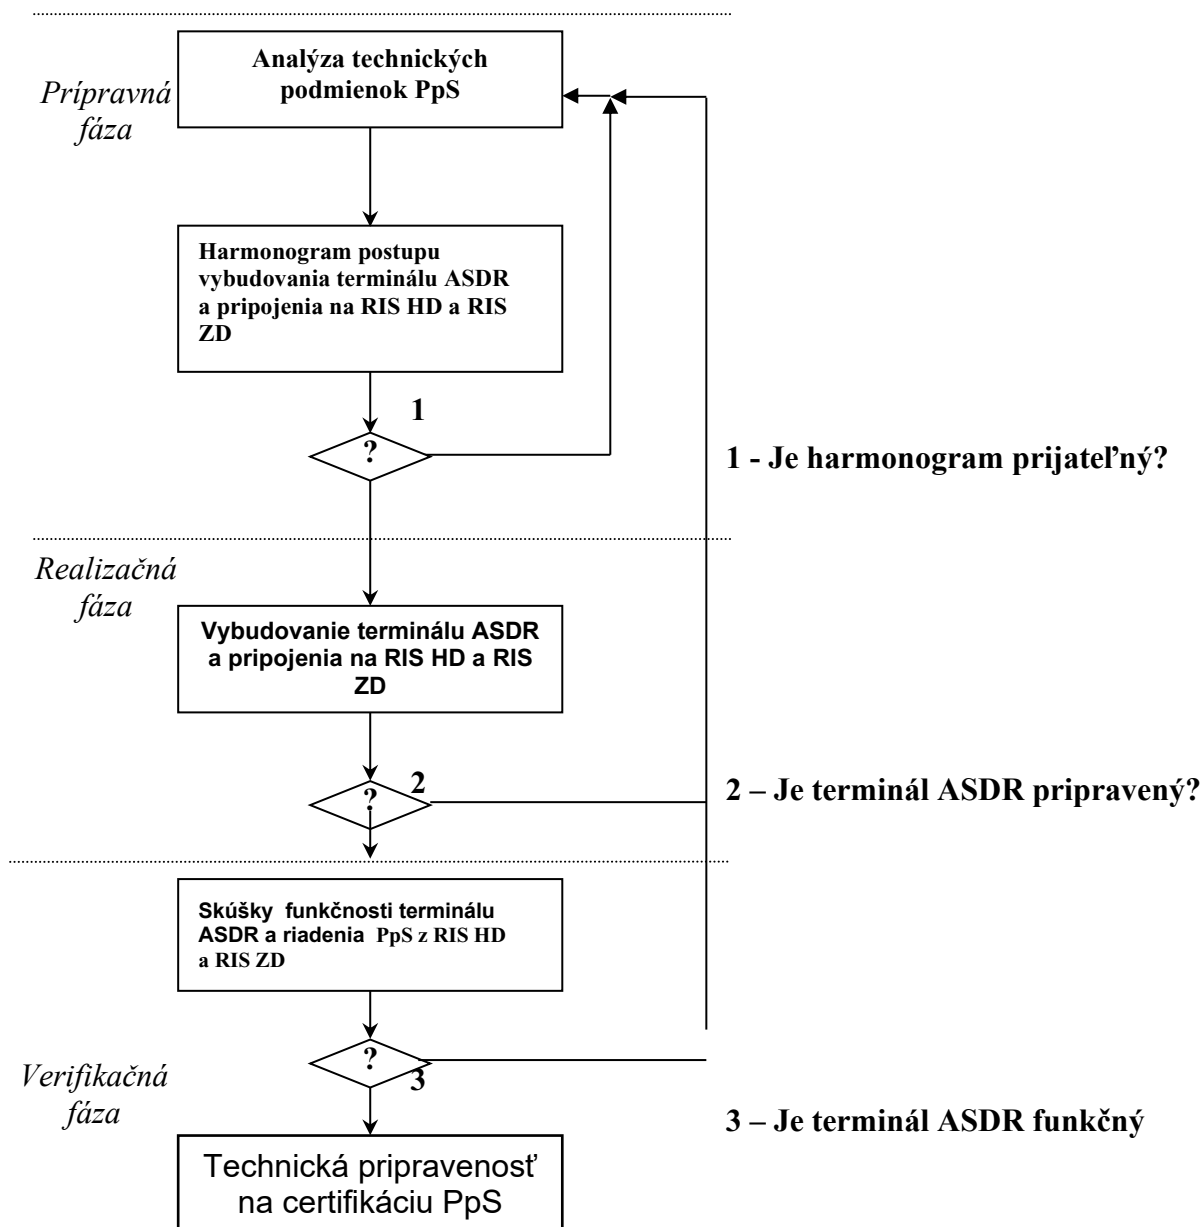 Analýza technických
podmienok PpS
Prípravná
fáza
Harmonogram postupu
vybudovania terminálu ASDR
a pripojenia na RIS HD a RIS
ZD
1
?
1 - Je harmonogram prijateľný?
Realizačná
fáza
Vybudovanie terminálu ASDR
a pripojenia na RIS HD a RIS
ZD
2
?
2 – Je terminál ASDR pripravený?
Skúšky funkčnosti terminálu
ASDR a riadenia PpS z RIS HD
a RIS ZD
?
3
Verifikačná
fáza
3 – Je terminál ASDR funkčný
Technická pripravenosť
na certifikáciu PpS